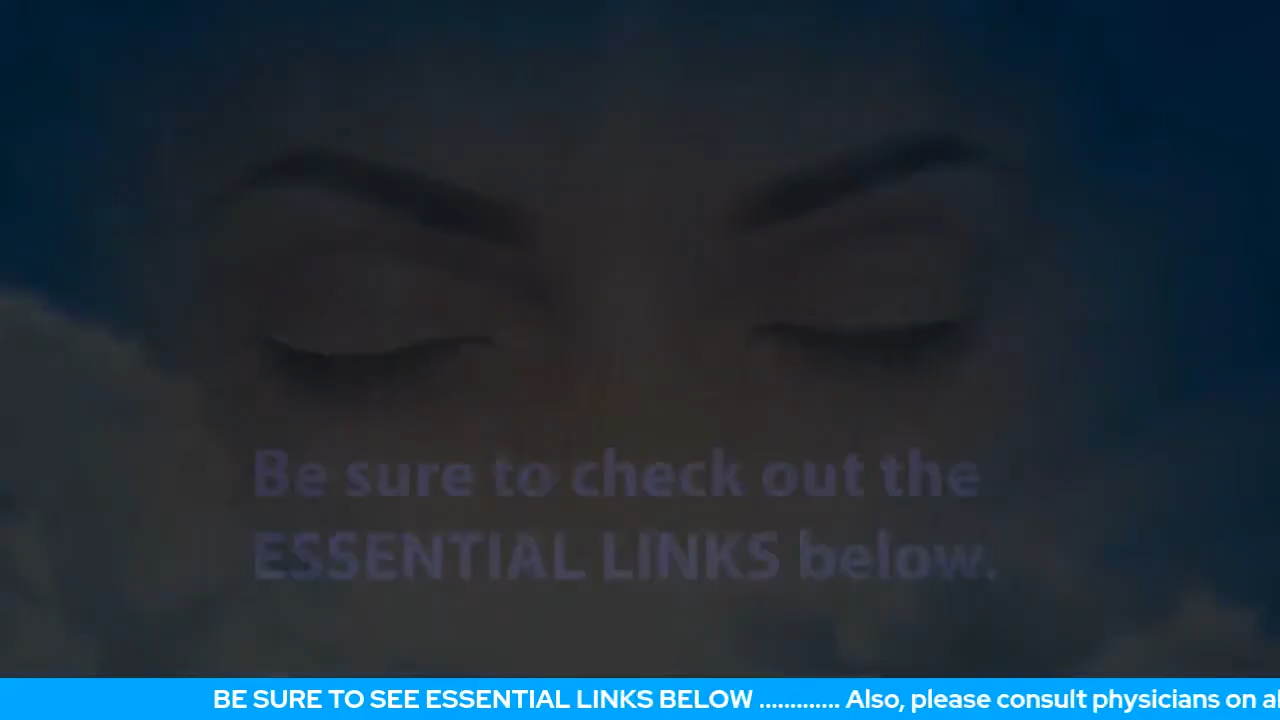 Be sure to check out the
ESSENTIAL LINKS below.
BE SURE TO SEE ESSENTIAL LINKS BELOW ............. Also, please consult physicians on